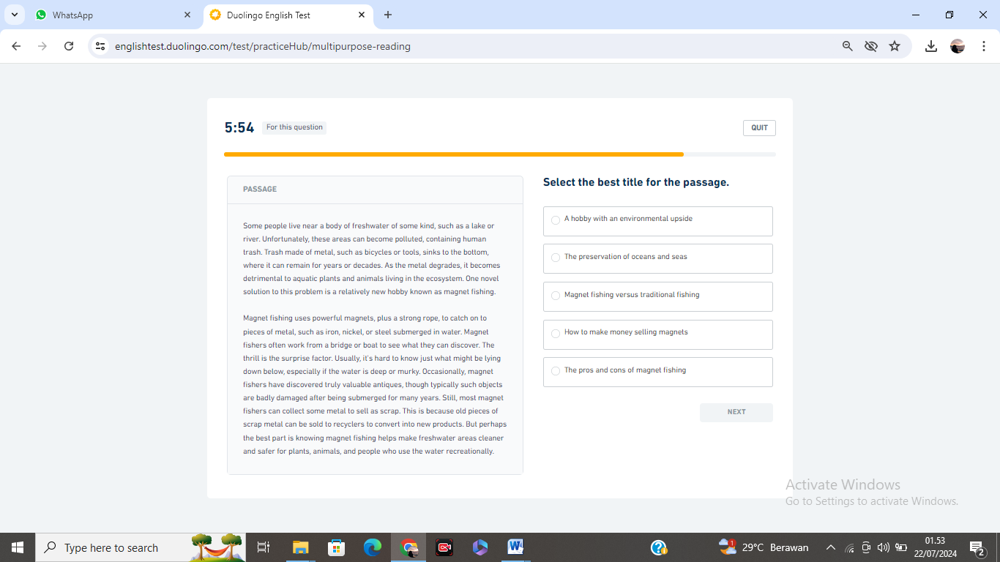 WhatsApp
Duolingo English Test
englishtest.duolingo.com/test/practiceHub/multipurpose-reading
5:54
For this question
QUIT
PASSAGE
Some people live near a body of freshwater of some kind, such as a lake or
river. Unfortunately, these areas can become polluted, containing human
trash. Trash made of metal, such as bicycles or tools, sinks to the bottom,
where it can remain for years or decades. As the metal degrades, it becomes
detrimental to aquatic plants and animals living in the ecosystem. One novel
solution to this problem is a relatively new hobby known as magnet fishing.
Magnet fishing uses powerful magnets, plus a strong rope, to catch on to
pieces of metal, such as iron, nickel, or steel submerged in water. Magnet
fishers often work from a bridge or boat to see what they can discover. The
thrill is the surprise factor. Usually, it's hard to know just what might be lying
down below, especially if the water is deep or murky. Occasionally, magnet
fishers have discovered truly valuable antiques, though typically such objects
are badly damaged after being submerged for many years. Still, most magnet
fishers can collect some metal to sell as scrap. This is because old pieces of
scrap metal can be sold to recyclers to convert into new products. But perhaps
the best part is knowing magnet fishing helps make freshwater areas cleaner
and safer for plants, animals, and people who use the water recreationally.
Select the best title for the passage.
A hobby with an environmental upside
The preservation of oceans and seas
Magnet fishing versus traditional fishing
How to make money selling magnets
The pros and cons of magnet fishing
NEXT
Activate Windows
Go to Settings to activate Windows.
Type here to search
1
29°C Berawan
01.53
22/07/2024
2